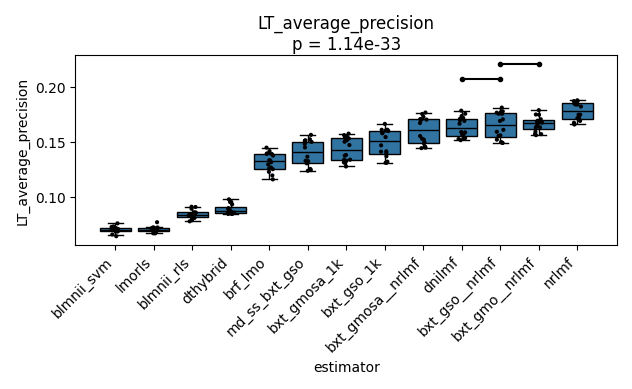 LT_average_precision
p = 1.14e-33
LT_average_precision
0.20
0.15
0.10
blmnii_svm
lmorls
blmnii_rls
dthybrid
brf_lmo
md_ss_bxt_gso
bxt_gmosa_1k
bxt_gso_1k
bxt_gmosa__nrlmf
dnilmf
bxt_gso__nrlmf
bxt_gmo__nrlmf
nrlmf
estimator